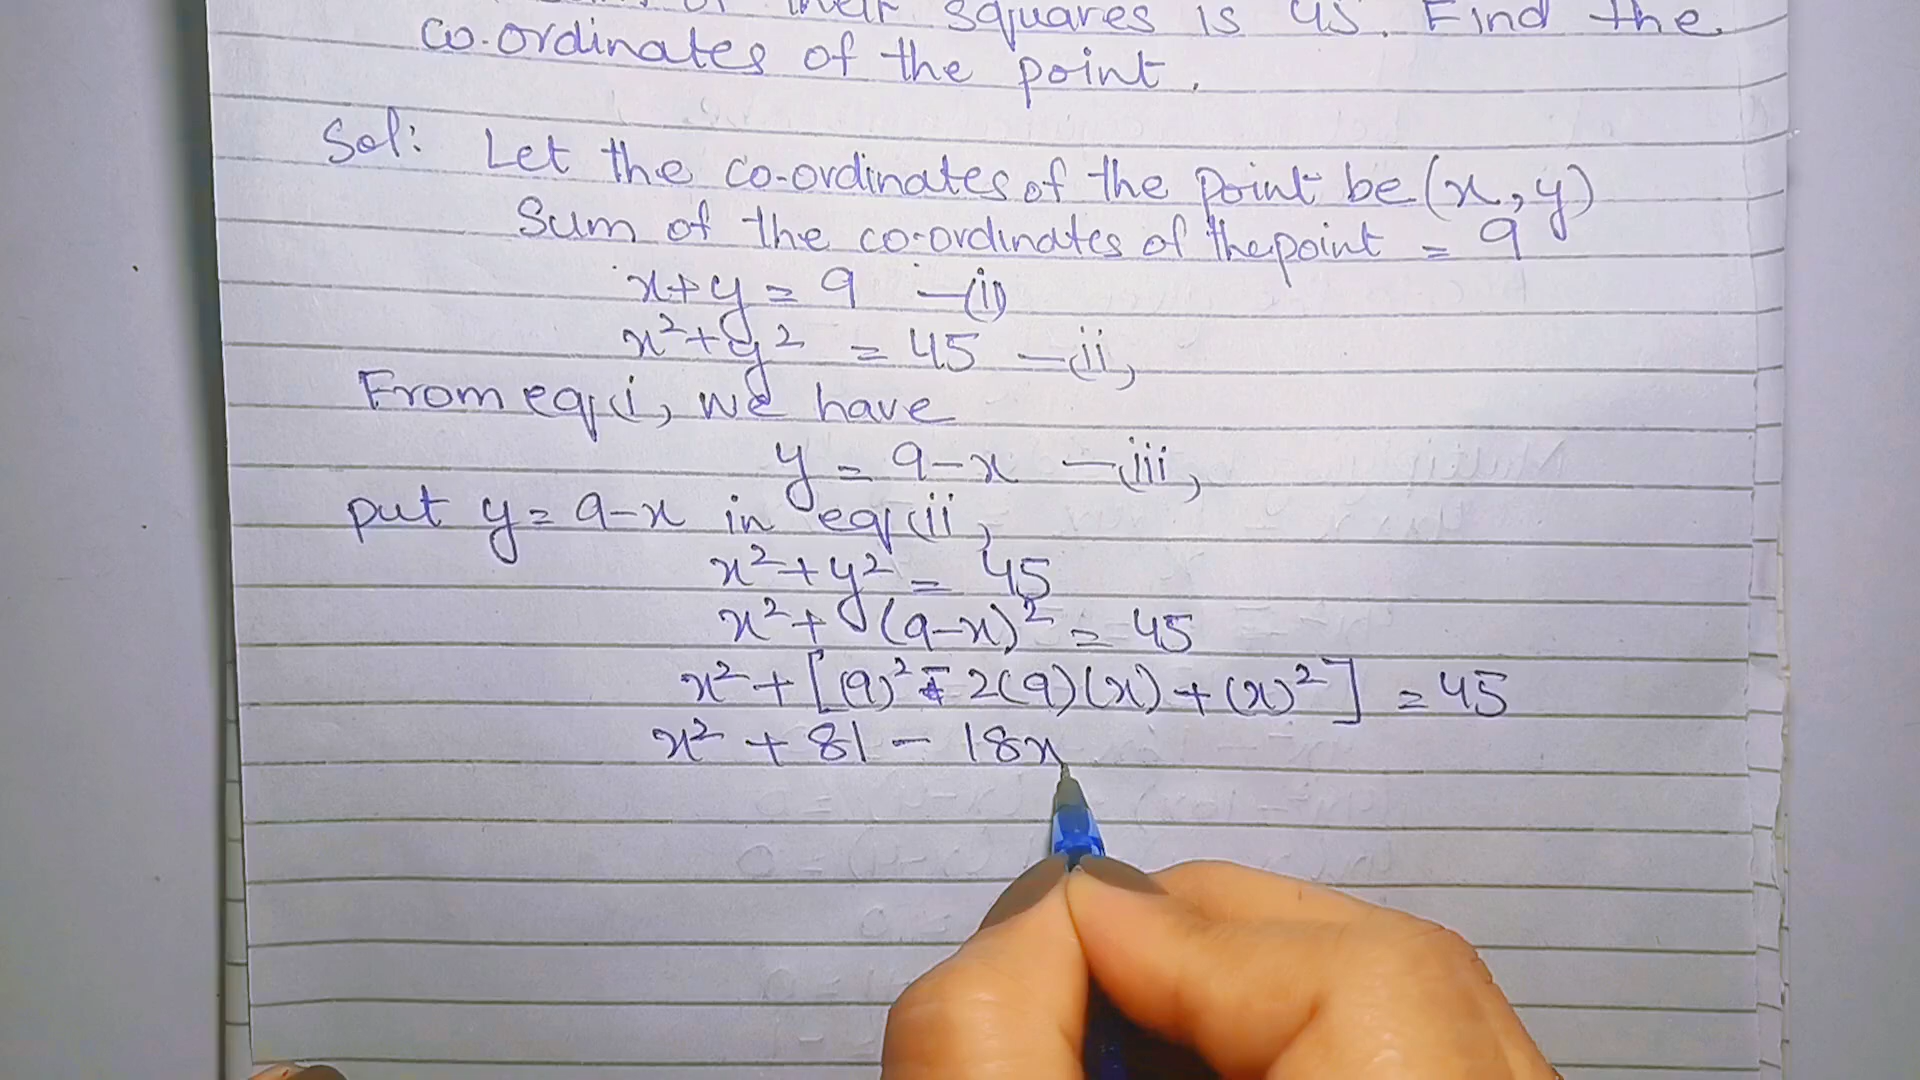 their squares is 45. Find the
co-ordinates of the point.
Sol: Let the co-ordinates of the point be (x, y)
Sum of the co-ordinates of the point = 9
x+y = 9 —(i)
x²+y² = 45 —(ii)
From eq(i), we have
y = 9-x —(iii)
put y = 9-x in eq(ii)
x²+y² = 45
x²+(9-x)² = 45
x²+[(9)² - 2(9)(x)+(x)²] = 45
x² + 81 - 18x